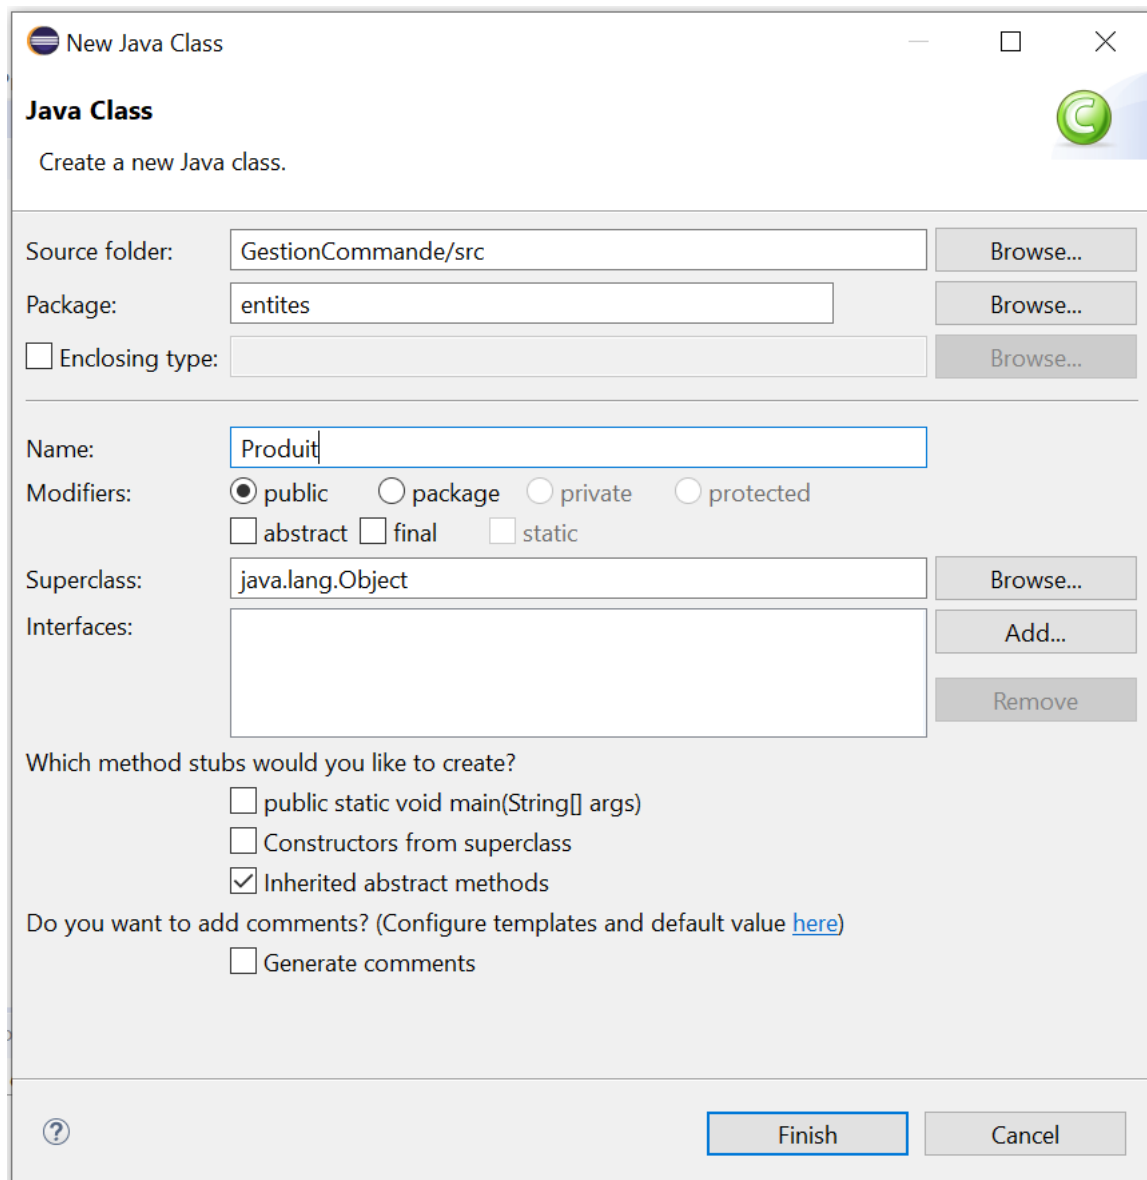 New Java Class
Java Class
Create a new Java class.
Source folder: GestionCommande/src Browse...
Package: entites Browse...
Enclosing type: Browse...
Name: Produit
Modifiers: public package private protected
abstract final static
Superclass: java.lang.Object Browse...
Interfaces: Add...
Remove
Which method stubs would you like to create?
public static void main(String[] args)
Constructors from superclass
Inherited abstract methods
Do you want to add comments? (Configure templates and default value here)
Generate comments
? Finish Cancel